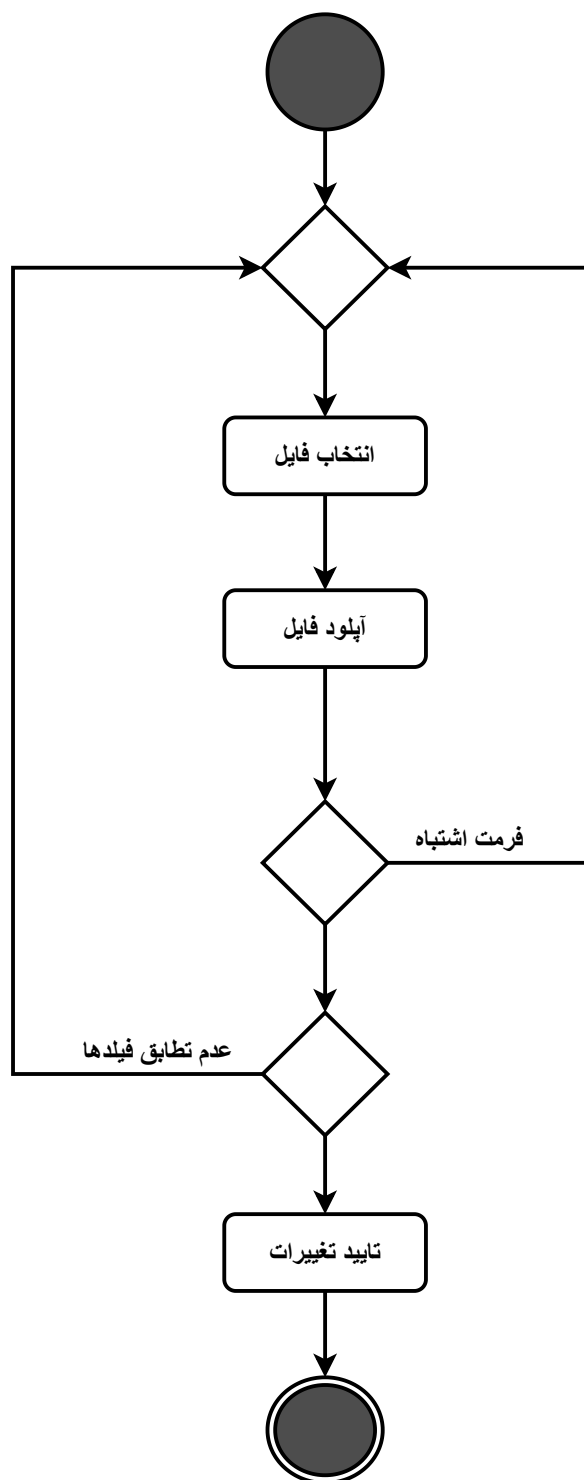 انتخاب فایل
آپلود فایل
فرمت اشتباه
عدم تطابق فیلدها
تایید تغییرات